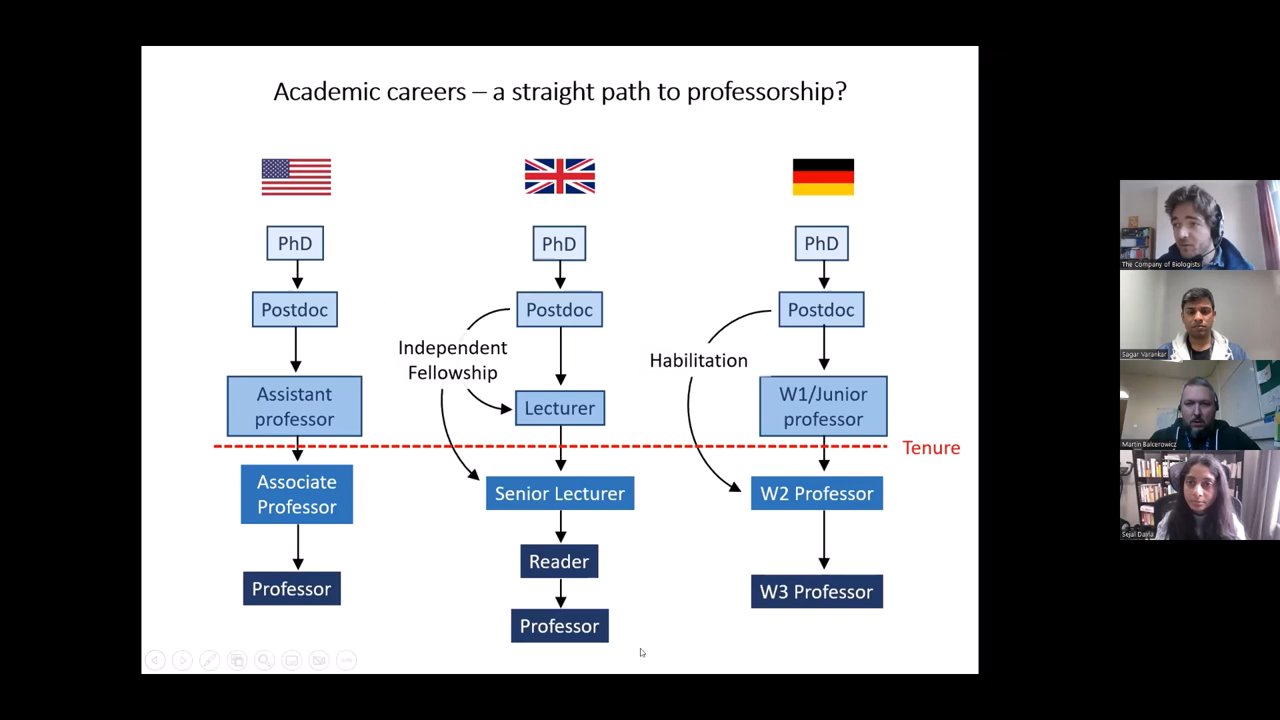 Academic careers – a straight path to professorship?
PhD
Postdoc
Assistant
professor
Associate
Professor
Professor
PhD
Postdoc
Independent
Fellowship
Lecturer
Senior Lecturer
Reader
Professor
PhD
Postdoc
Habilitation
W1/Junior
professor
W2 Professor
W3 Professor
Tenure
The Company of Biologists
Sagar Varankar
Martin Balcerowicz
Sejal Dalria